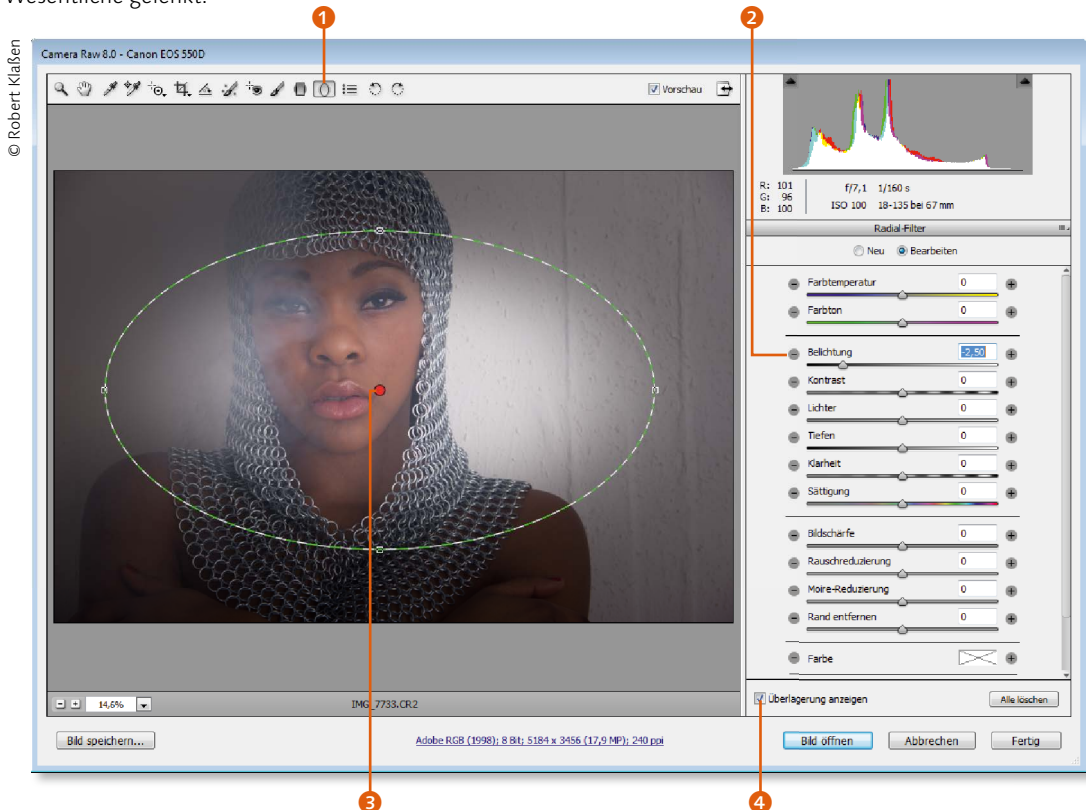 Wesentliche gelenkt.
1
2
© Robert Klaßen
Camera Raw 8.0 - Canon EOS 550D
Vorschau
R: 101
G: 96
B: 100
f/7,1 1/160 s
ISO 100 18-135 bei 67 mm
Radial-Filter
Neu Bearbeiten
Farbtemperatur 0
Farbton 0
Belichtung -2,50
Kontrast 0
Lichter 0
Tiefen 0
Klarheit 0
Sättigung 0
Bildschärfe 0
Rauschreduzierung 0
Moire-Reduzierung 0
Rand entfernen 0
Farbe
14,6%
IMG_7733.CR2
Überlagerung anzeigen
Alle löschen
Bild speichern...
Adobe RGB (1998); 8 Bit; 5184 x 3456 (17,9 MP); 240 ppi
Bild öffnen
Abbrechen
Fertig
3
4